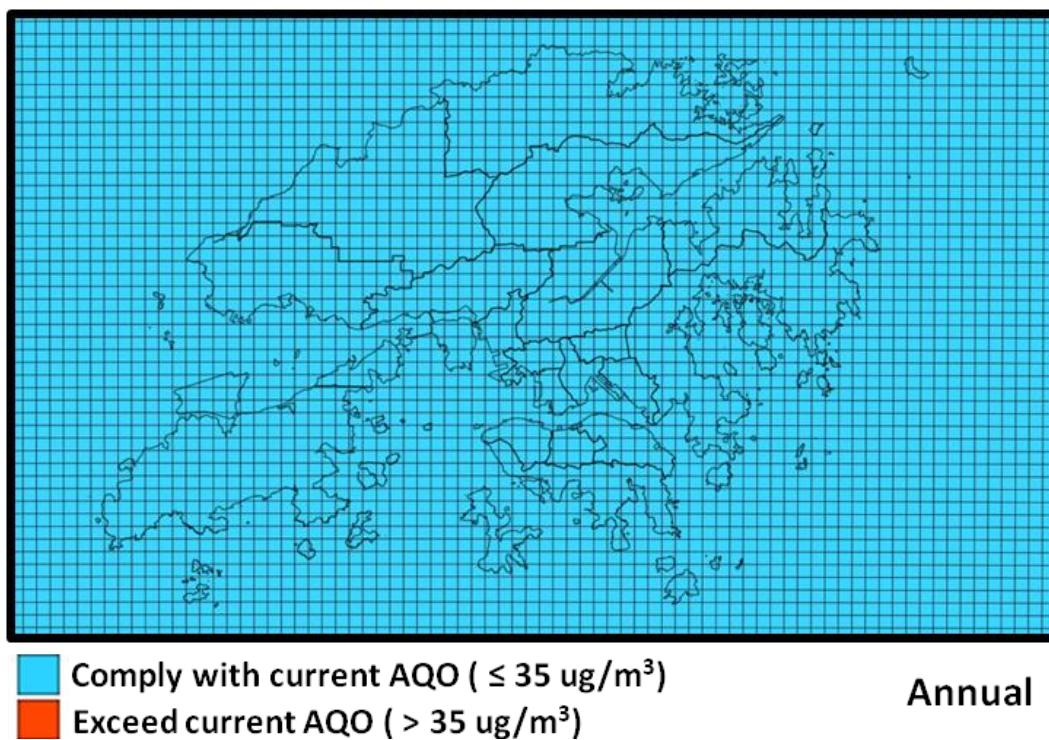 Comply with current AQO ( ≤ 35 ug/m³)
Exceed current AQO ( > 35 ug/m³)
Annual